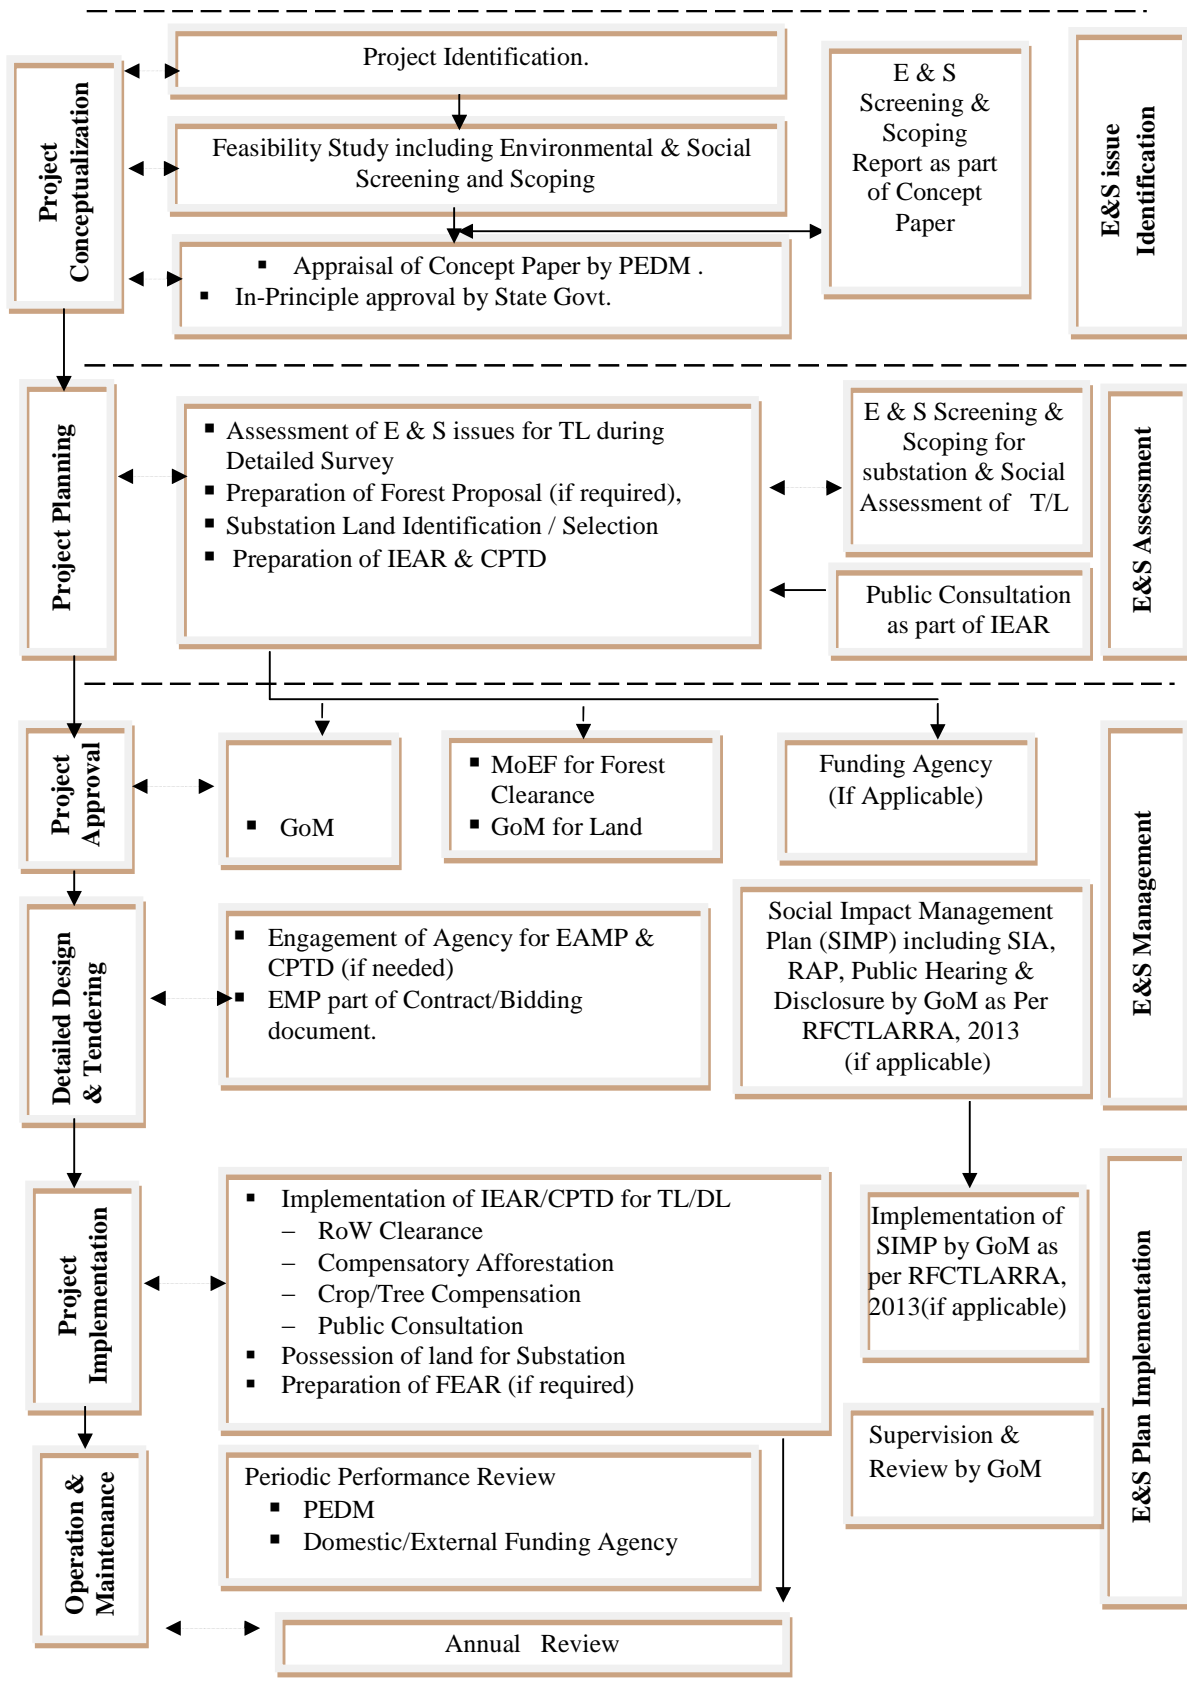 Project
Conceptualization
Project Identification.
Feasibility Study including Environmental & Social
Screening and Scoping
▪ Appraisal of Concept Paper by PEDM .
▪ In-Principle approval by State Govt.
E & S
Screening &
Scoping
Report as part
of Concept
Paper
E&S issue
Identification
Project Planning
▪ Assessment of E & S issues for TL during
Detailed Survey
▪ Preparation of Forest Proposal (if required),
▪ Substation Land Identification / Selection
▪ Preparation of IEAR & CPTD
E & S Screening &
Scoping for
substation & Social
Assessment of T/L
Public Consultation
as part of IEAR
E&S Assessment
Project
Approval
▪ GoM
▪ MoEF for Forest
Clearance
▪ GoM for Land
Funding Agency
(If Applicable)
Detailed Design
& Tendering
▪ Engagement of Agency for EAMP &
CPTD (if needed)
▪ EMP part of Contract/Bidding
document.
Social Impact Management
Plan (SIMP) including SIA,
RAP, Public Hearing &
Disclosure by GoM as Per
RFCTLARRA, 2013
(if applicable)
E&S Management
Project
Implementation
▪ Implementation of IEAR/CPTD for TL/DL
– RoW Clearance
– Compensatory Afforestation
– Crop/Tree Compensation
– Public Consultation
▪ Possession of land for Substation
▪ Preparation of FEAR (if required)
Implementation of
SIMP by GoM as
per RFCTLARRA,
2013(if applicable)
Supervision &
Review by GoM
E&S Plan Implementation
Operation &
Maintenance
Periodic Performance Review
▪ PEDM
▪ Domestic/External Funding Agency
Annual Review